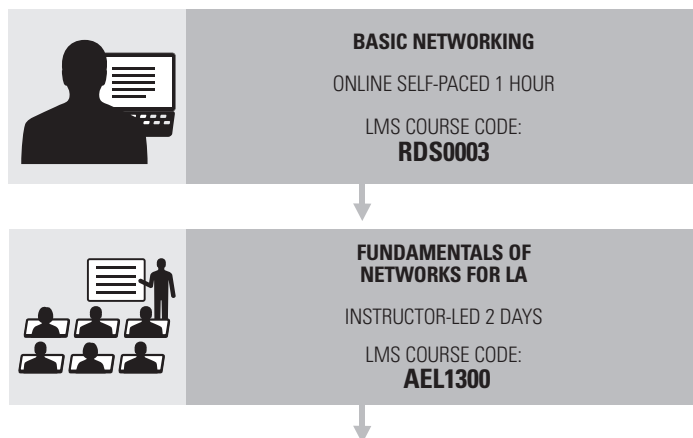 BASIC NETWORKING
ONLINE SELF-PACED 1 HOUR
LMS COURSE CODE:
RDS0003
FUNDAMENTALS OF
NETWORKS FOR LA
INSTRUCTOR-LED 2 DAYS
LMS COURSE CODE:
AEL1300